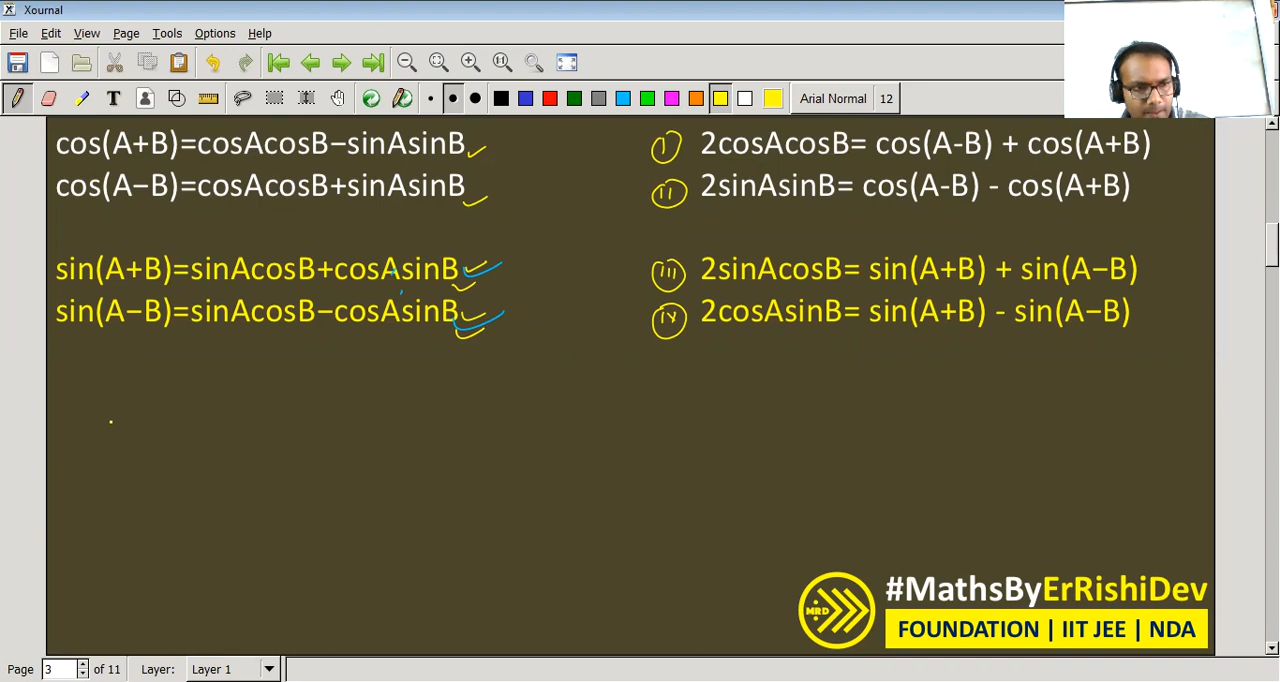 Xournal
File Edit View Page Tools Options Help
Arial Normal 12
cos(A+B)=cosAcosB−sinAsinB
cos(A−B)=cosAcosB+sinAsinB
sin(A+B)=sinAcosB+cosAsinB
sin(A−B)=sinAcosB−cosAsinB
(i) 2cosAcosB= cos(A-B) + cos(A+B)
(ii) 2sinAsinB= cos(A-B) - cos(A+B)
(iii) 2sinAcosB= sin(A+B) + sin(A−B)
(iv) 2cosAsinB= sin(A+B) - sin(A−B)
#MathsByErRishiDev
MRD
FOUNDATION | IIT JEE | NDA
Page 3 of 11 Layer: Layer 1